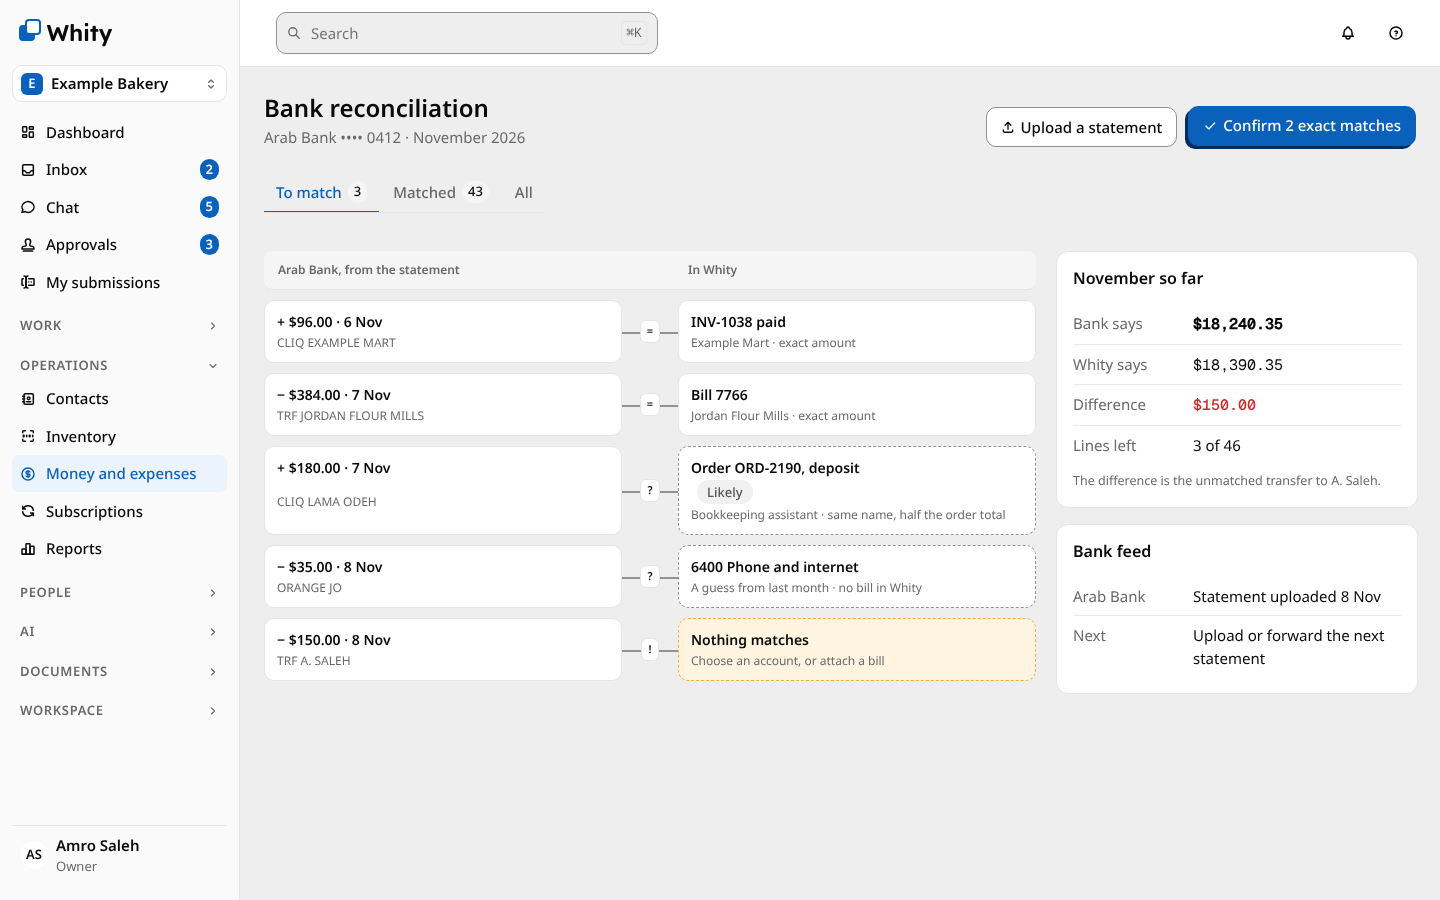 Whity
Search
⌘K
E
Example Bakery
Dashboard
Inbox
2
Chat
5
Approvals
3
My submissions
WORK
OPERATIONS
Contacts
Inventory
Money and expenses
Subscriptions
Reports
PEOPLE
AI
DOCUMENTS
WORKSPACE
AS
Amro Saleh
Owner
Bank reconciliation
Arab Bank •••• 0412 · November 2026
Upload a statement
Confirm 2 exact matches
To match 3
Matched 43
All
Arab Bank, from the statement
In Whity
+ $96.00 · 6 Nov
CLIQ EXAMPLE MART
=
INV-1038 paid
Example Mart · exact amount
− $384.00 · 7 Nov
TRF JORDAN FLOUR MILLS
=
Bill 7766
Jordan Flour Mills · exact amount
+ $180.00 · 7 Nov
CLIQ LAMA ODEH
?
Order ORD-2190, deposit
Likely
Bookkeeping assistant · same name, half the order total
− $35.00 · 8 Nov
ORANGE JO
?
6400 Phone and internet
A guess from last month · no bill in Whity
− $150.00 · 8 Nov
TRF A. SALEH
!
Nothing matches
Choose an account, or attach a bill
November so far
Bank says $18,240.35
Whity says $18,390.35
Difference $150.00
Lines left 3 of 46
The difference is the unmatched transfer to A. Saleh.
Bank feed
Arab Bank Statement uploaded 8 Nov
Next Upload or forward the next
statement